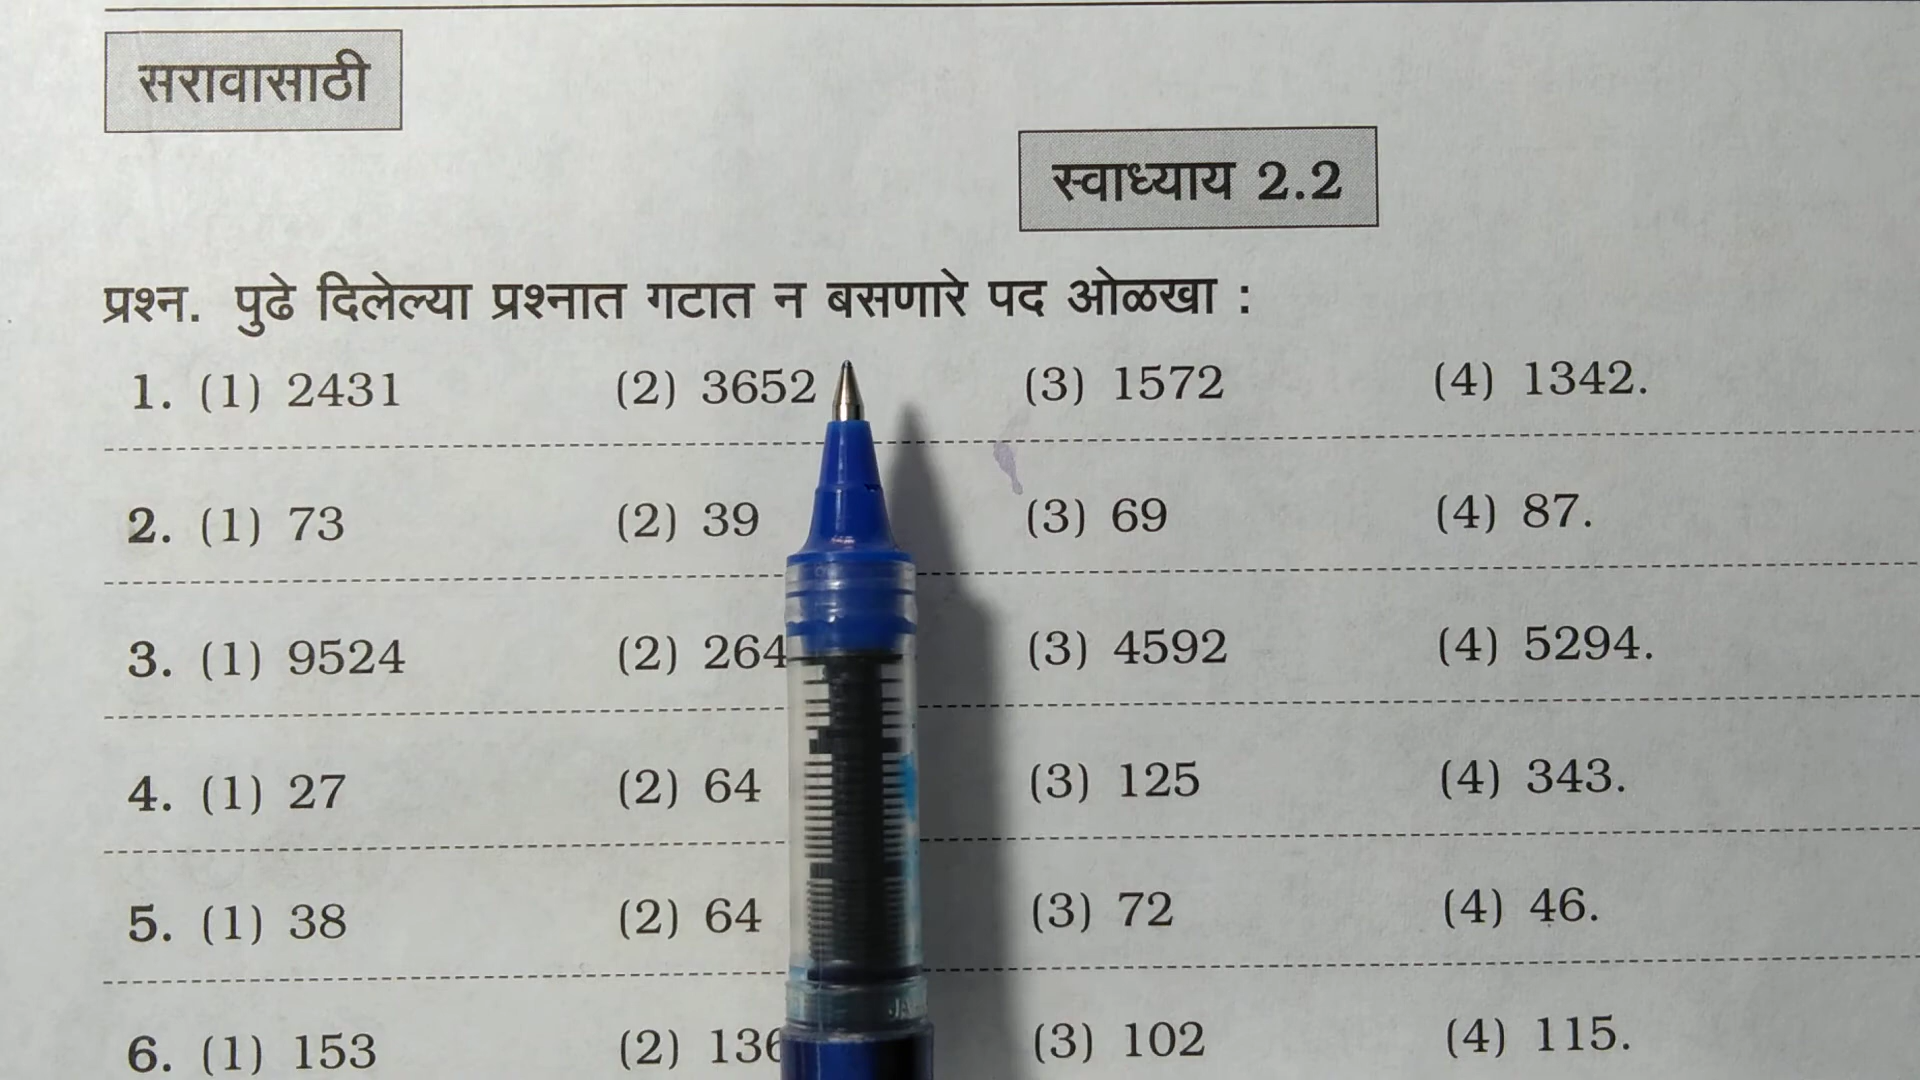 सरावासाठी
स्वाध्याय 2.2
प्रश्न. पुढे दिलेल्या प्रश्नात गटात न बसणारे पद ओळखा :
1. (1) 2431 (2) 3652 (3) 1572 (4) 1342.
2. (1) 73 (2) 39 (3) 69 (4) 87.
3. (1) 9524 (2) (3) 4592 (4) 5294.
4. (1) 27 (2) 64 (3) 125 (4) 343.
5. (1) 38 (2) 64 (3) 72 (4) 46.
6. (1) 153 (2) (3) 102 (4) 115.